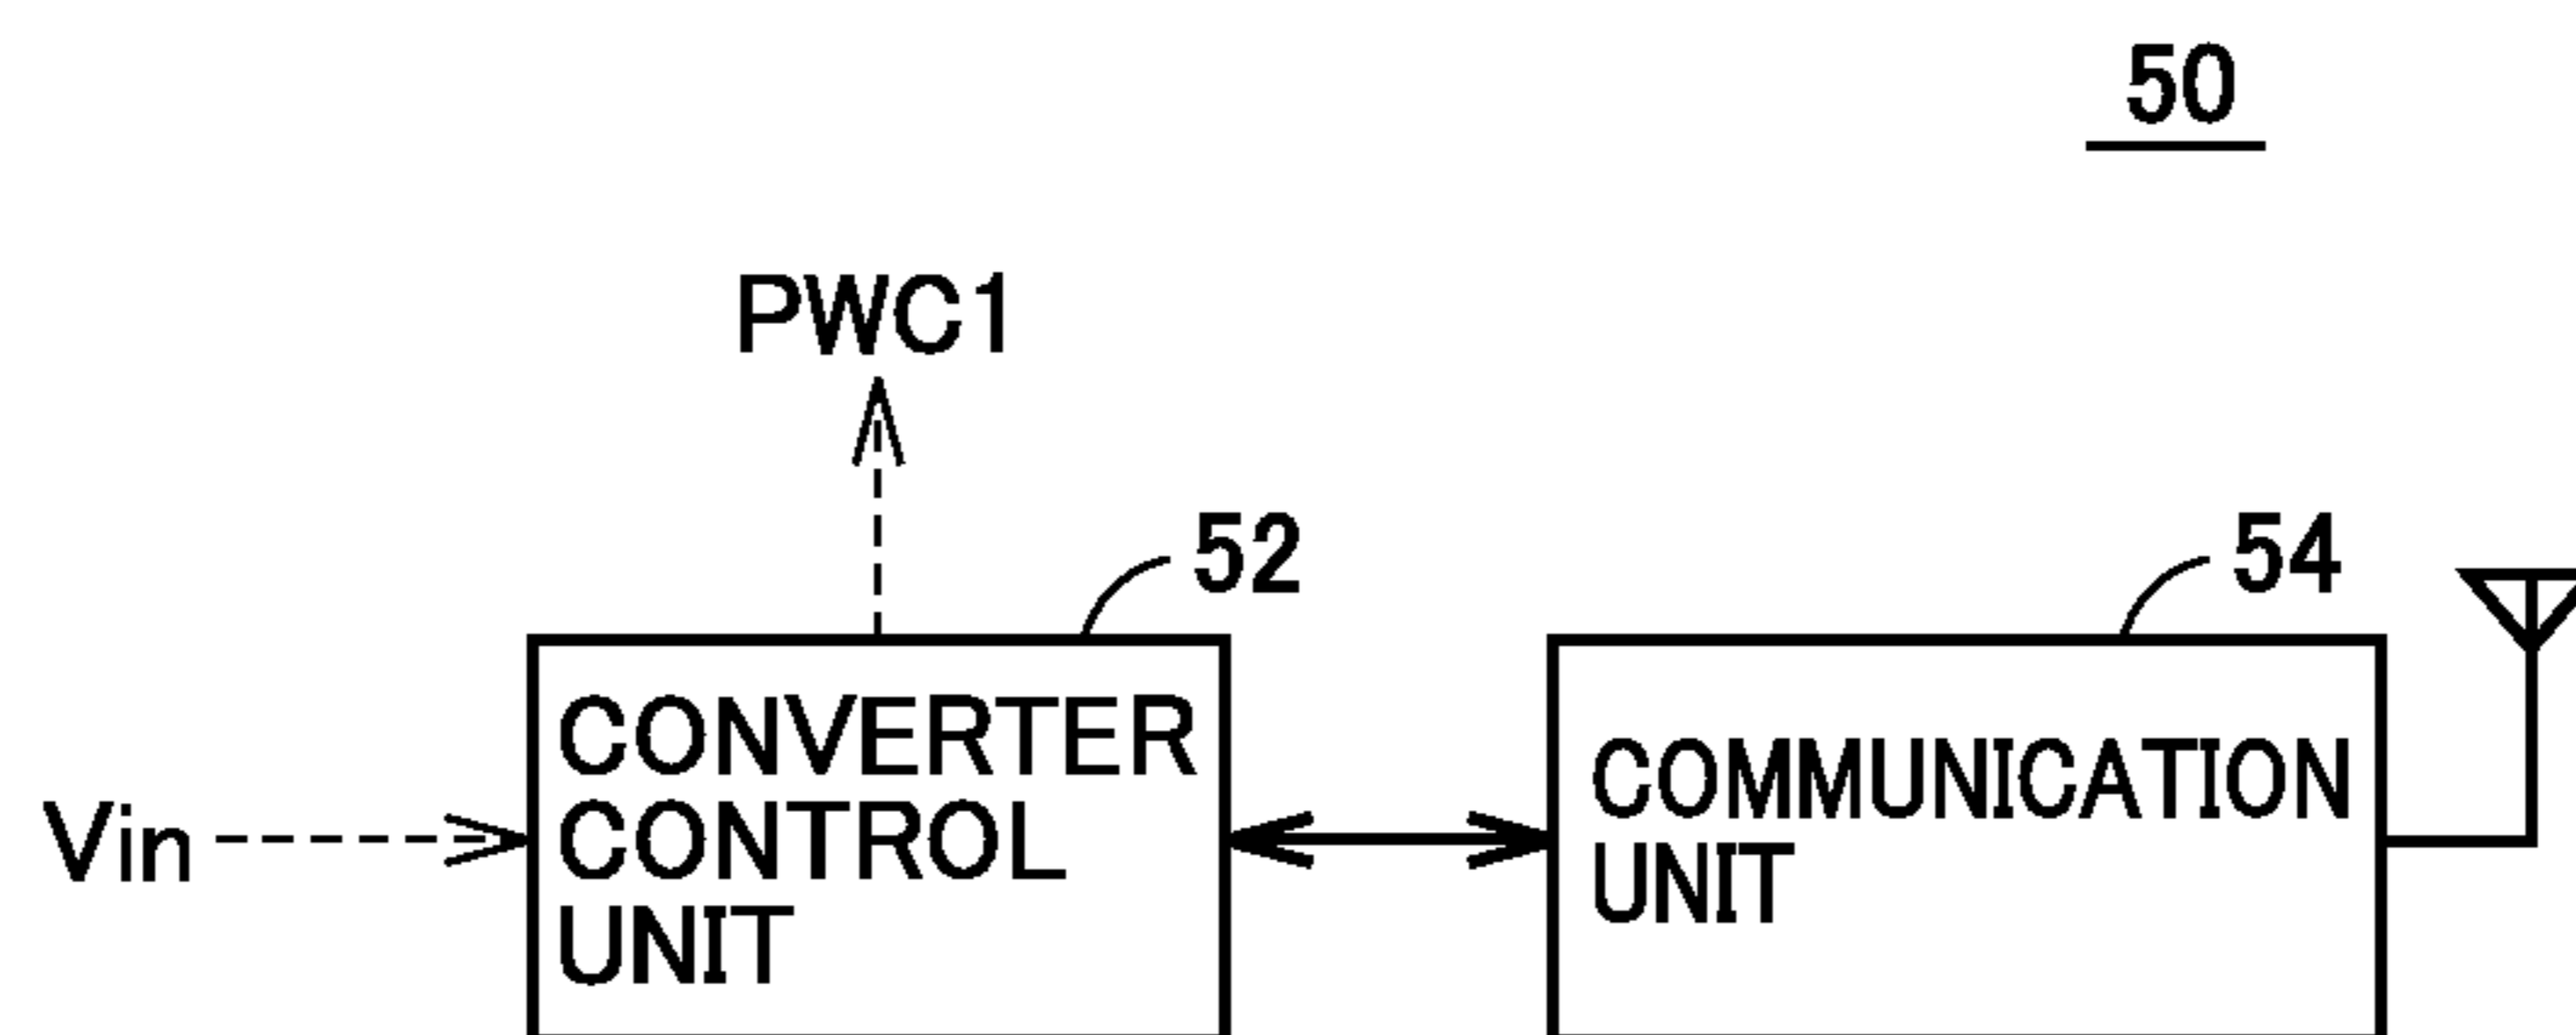 50
PWC1
52
54
CONVERTER
CONTROL
UNIT
Vin
COMMUNICATION
UNIT